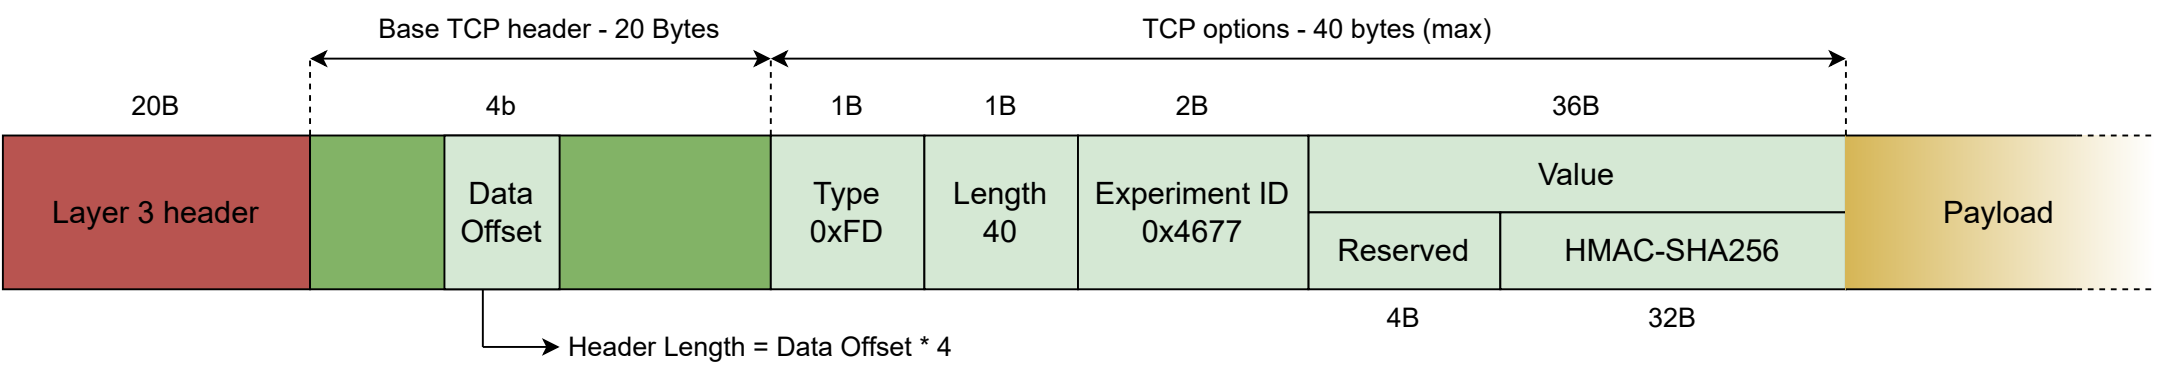 Base TCP header - 20 Bytes
TCP options - 40 bytes (max)
20B
4b
1B
1B
2B
36B
Layer 3 header
Data
Offset
Type
0xFD
Length
40
Experiment ID
0x4677
Value
Reserved
HMAC-SHA256
Payload
4B
32B
Header Length = Data Offset * 4